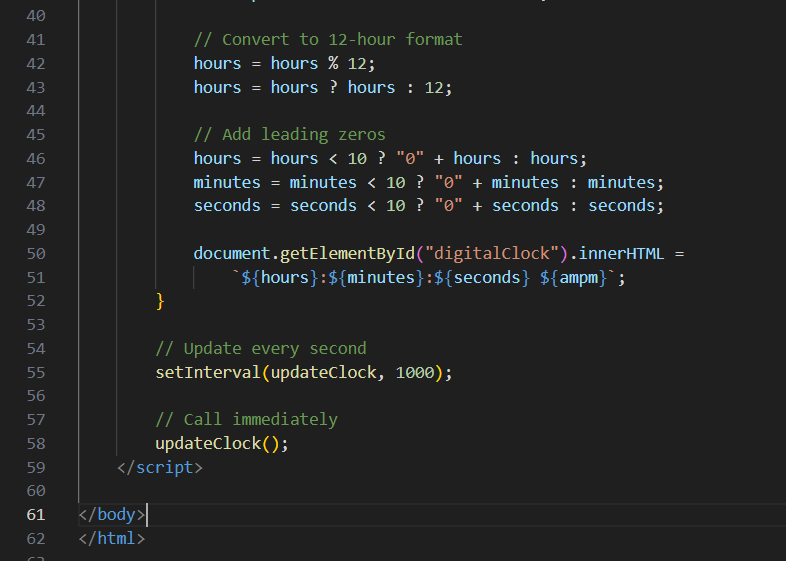 40
41 // Convert to 12-hour format
42 hours = hours % 12;
43 hours = hours ? hours : 12;
44
45 // Add leading zeros
46 hours = hours < 10 ? "0" + hours : hours;
47 minutes = minutes < 10 ? "0" + minutes : minutes;
48 seconds = seconds < 10 ? "0" + seconds : seconds;
49
50 document.getElementById("digitalClock").innerHTML =
51 `${hours}:${minutes}:${seconds} ${ampm}`;
52 }
53
54 // Update every second
55 setInterval(updateClock, 1000);
56
57 // Call immediately
58 updateClock();
59 </script>
60
61 </body>
62 </html>